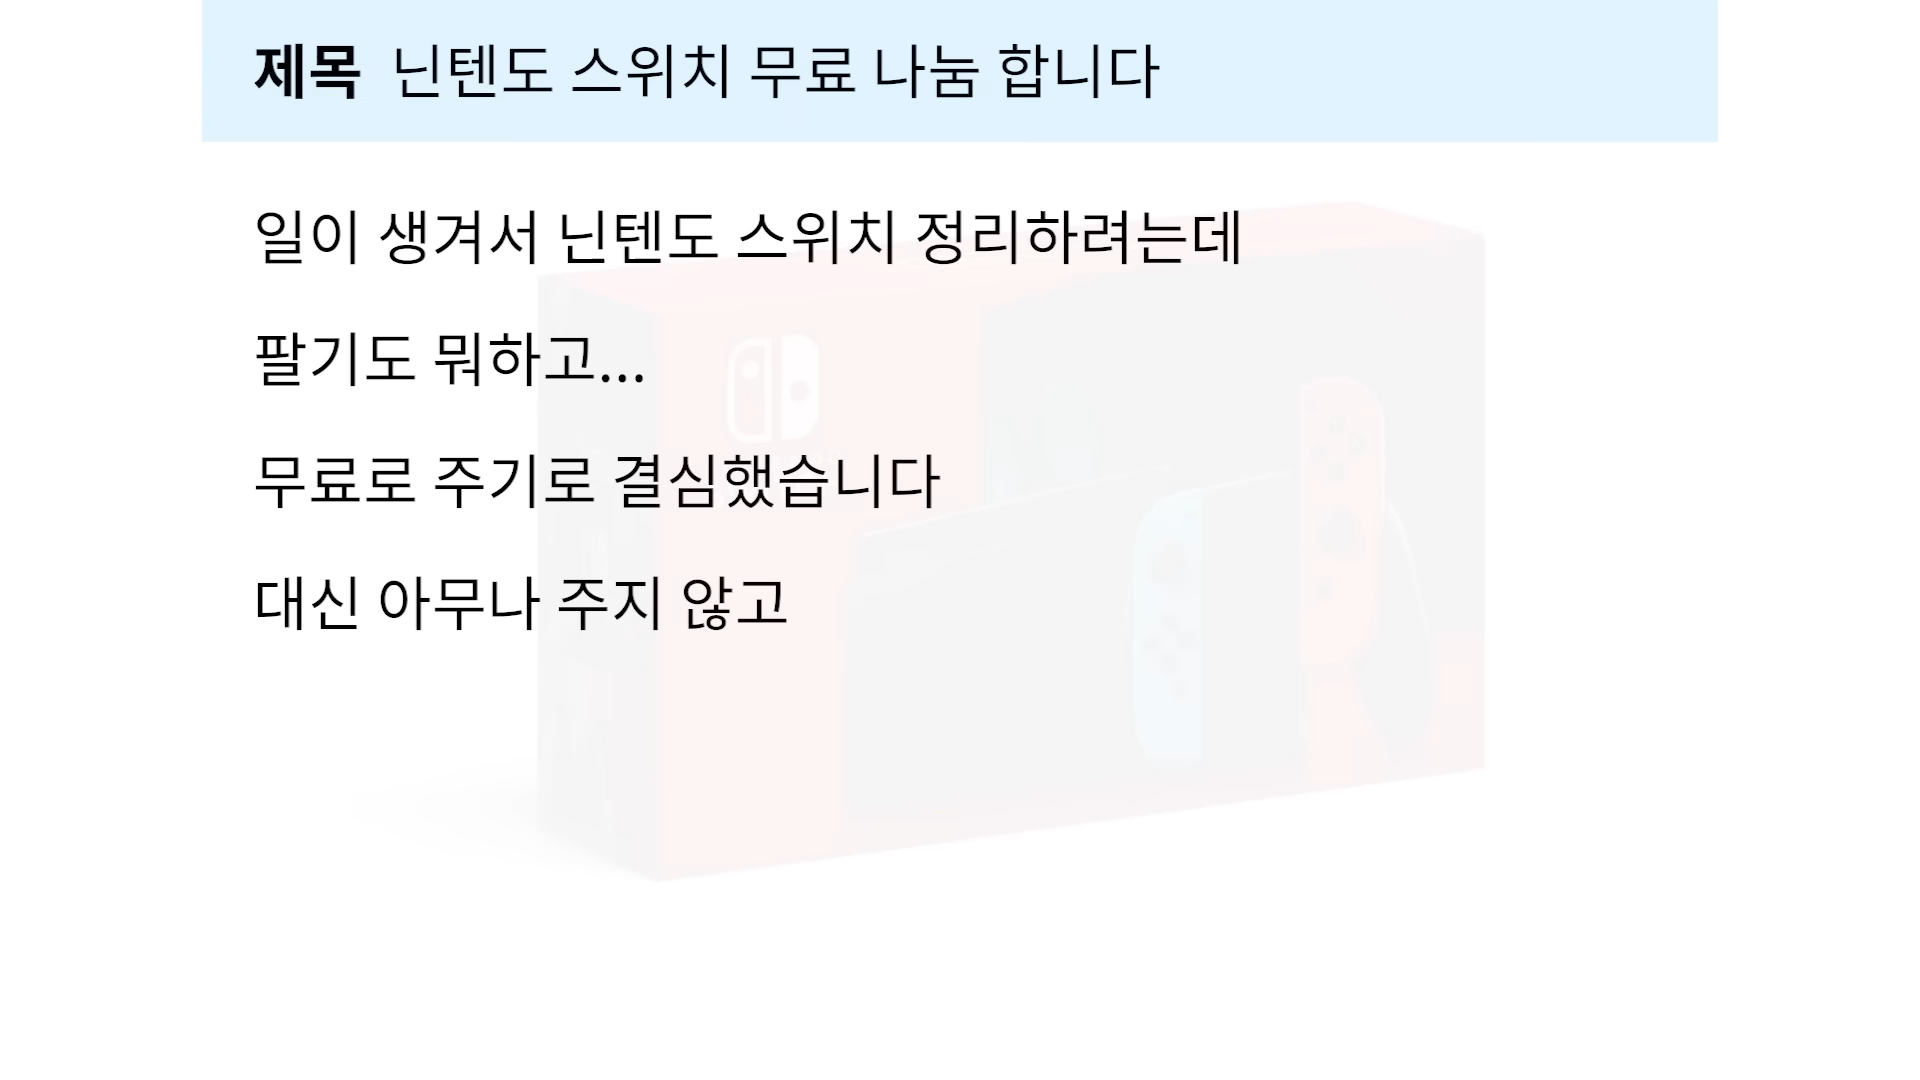 제목 닌텐도 스위치 무료 나눔 합니다
일이 생겨서 닌텐도 스위치 정리하려는데
팔기도 뭐하고...
무료로 주기로 결심했습니다
대신 아무나 주지 않고